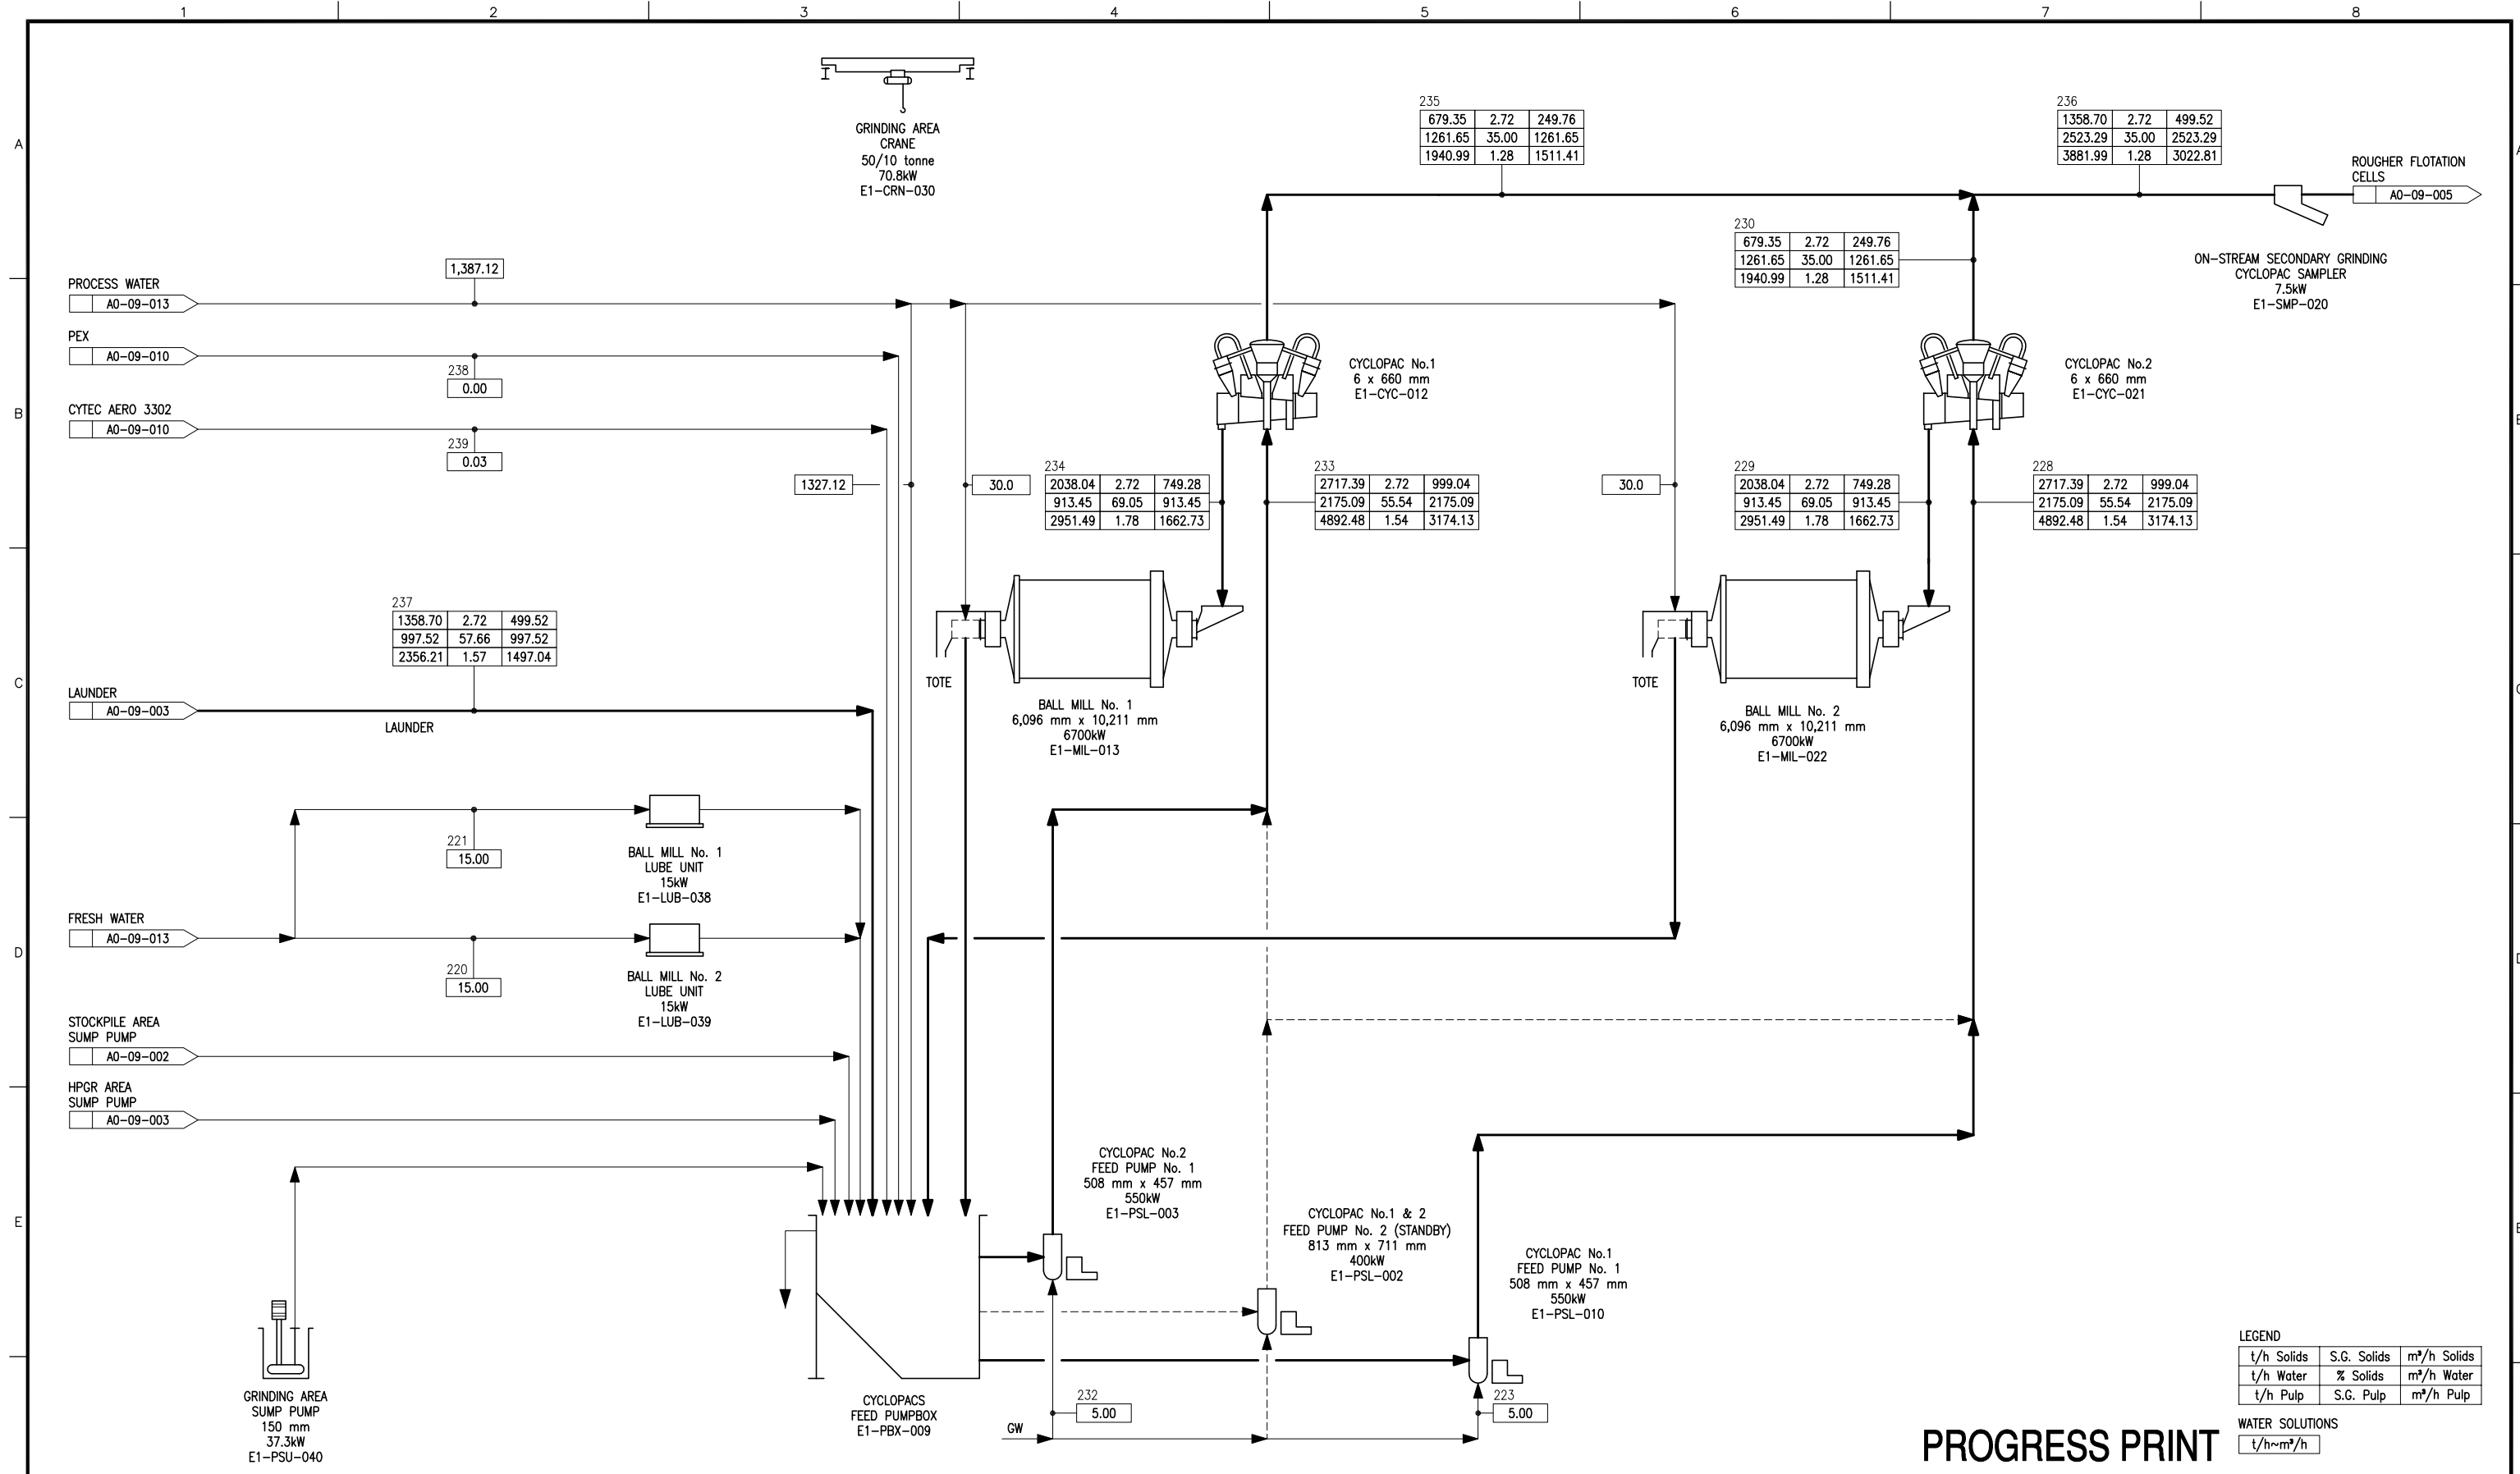 1 2 3 4 5 6 7 8
A
B
C
D
E
GRINDING AREA
CRANE
50/10 tonne
70.8kW
E1-CRN-030
235
679.35 2.72 249.76
1261.65 35.00 1261.65
1940.99 1.28 1511.41
236
1358.70 2.72 499.52
2523.29 35.00 2523.29
3881.99 1.28 3022.81
ROUGHER FLOTATION
CELLS
A0-09-005
230
679.35 2.72 249.76
1261.65 35.00 1261.65
1940.99 1.28 1511.41
ON-STREAM SECONDARY GRINDING
CYCLOPAC SAMPLER
7.5kW
E1-SMP-020
1,387.12
PROCESS WATER
A0-09-013
PEX
A0-09-010
238
0.00
CYTEC AERO 3302
A0-09-010
239
0.03
CYCLOPAC No.1
6 x 660 mm
E1-CYC-012
CYCLOPAC No.2
6 x 660 mm
E1-CYC-021
1327.12
30.0
234
2038.04 2.72 749.28
913.45 69.05 913.45
2951.49 1.78 1662.73
233
2717.39 2.72 999.04
2175.09 55.54 2175.09
4892.48 1.54 3174.13
30.0
229
2038.04 2.72 749.28
913.45 69.05 913.45
2951.49 1.78 1662.73
228
2717.39 2.72 999.04
2175.09 55.54 2175.09
4892.48 1.54 3174.13
237
1358.70 2.72 499.52
997.52 57.66 997.52
2356.21 1.57 1497.04
LAUNDER
A0-09-003
LAUNDER
TOTE
BALL MILL No. 1
6,096 mm x 10,211 mm
6700kW
E1-MIL-013
TOTE
BALL MILL No. 2
6,096 mm x 10,211 mm
6700kW
E1-MIL-022
221
15.00
BALL MILL No. 1
LUBE UNIT
15kW
E1-LUB-038
FRESH WATER
A0-09-013
220
15.00
BALL MILL No. 2
LUBE UNIT
15kW
E1-LUB-039
STOCKPILE AREA
SUMP PUMP
A0-09-002
HPGR AREA
SUMP PUMP
A0-09-003
CYCLOPAC No.2
FEED PUMP No. 1
508 mm x 457 mm
550kW
E1-PSL-003
CYCLOPAC No.1 & 2
FEED PUMP No. 2 (STANDBY)
813 mm x 711 mm
400kW
E1-PSL-002
CYCLOPAC No.1
FEED PUMP No. 1
508 mm x 457 mm
550kW
E1-PSL-010
GRINDING AREA
SUMP PUMP
150 mm
37.3kW
E1-PSU-040
CYCLOPACS
FEED PUMPBOX
E1-PBX-009
GW
232
5.00
223
5.00
LEGEND
t/h Solids S.G. Solids m³/h Solids
t/h Water % Solids m³/h Water
t/h Pulp S.G. Pulp m³/h Pulp
WATER SOLUTIONS
t/h~m³/h
PROGRESS PRINT